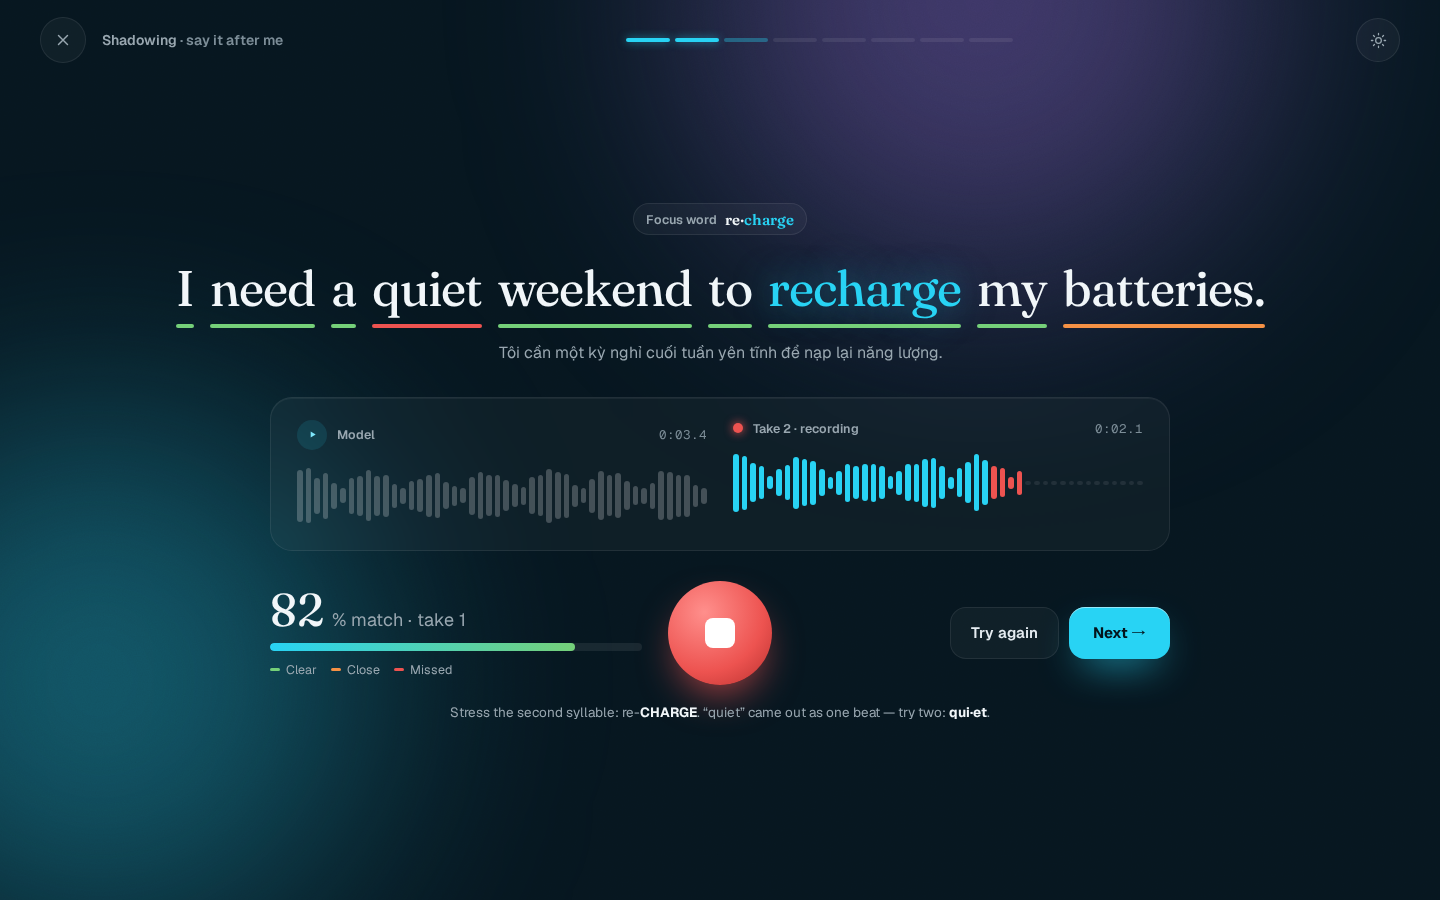 Shadowing · say it after me
Focus word re·charge
I need a quiet weekend to recharge my batteries.
Tôi cần một kỳ nghỉ cuối tuần yên tĩnh để nạp lại năng lượng.
Model 0:03.4
Take 2 · recording 0:02.1
82 % match · take 1
Clear Close Missed
Try again
Next →
Stress the second syllable: re-CHARGE. “quiet” came out as one beat — try two: qui·et.